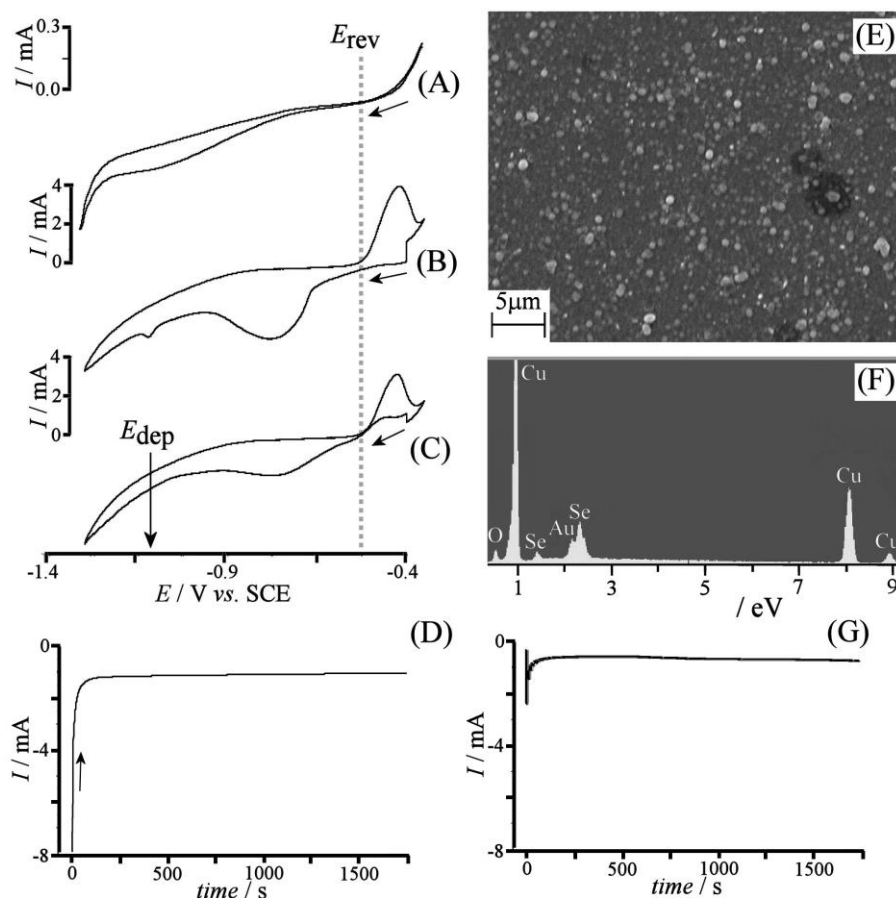 I / mA
0.3
0.0
E_rev
(A)
I / mA
4
2
0
(B)
I / mA
4
2
0
E_dep
(C)
-1.4
-0.9
-0.4
E / V vs. SCE
(D)
I / mA
0
-4
-8
0
500
1000
1500
time / s
(E)
5μm
(F)
Cu
O
Se
Au
Se
Cu
Cu
1
3
5
7
9
/ eV
(G)
I / mA
0
-4
-8
0
500
1000
1500
time / s